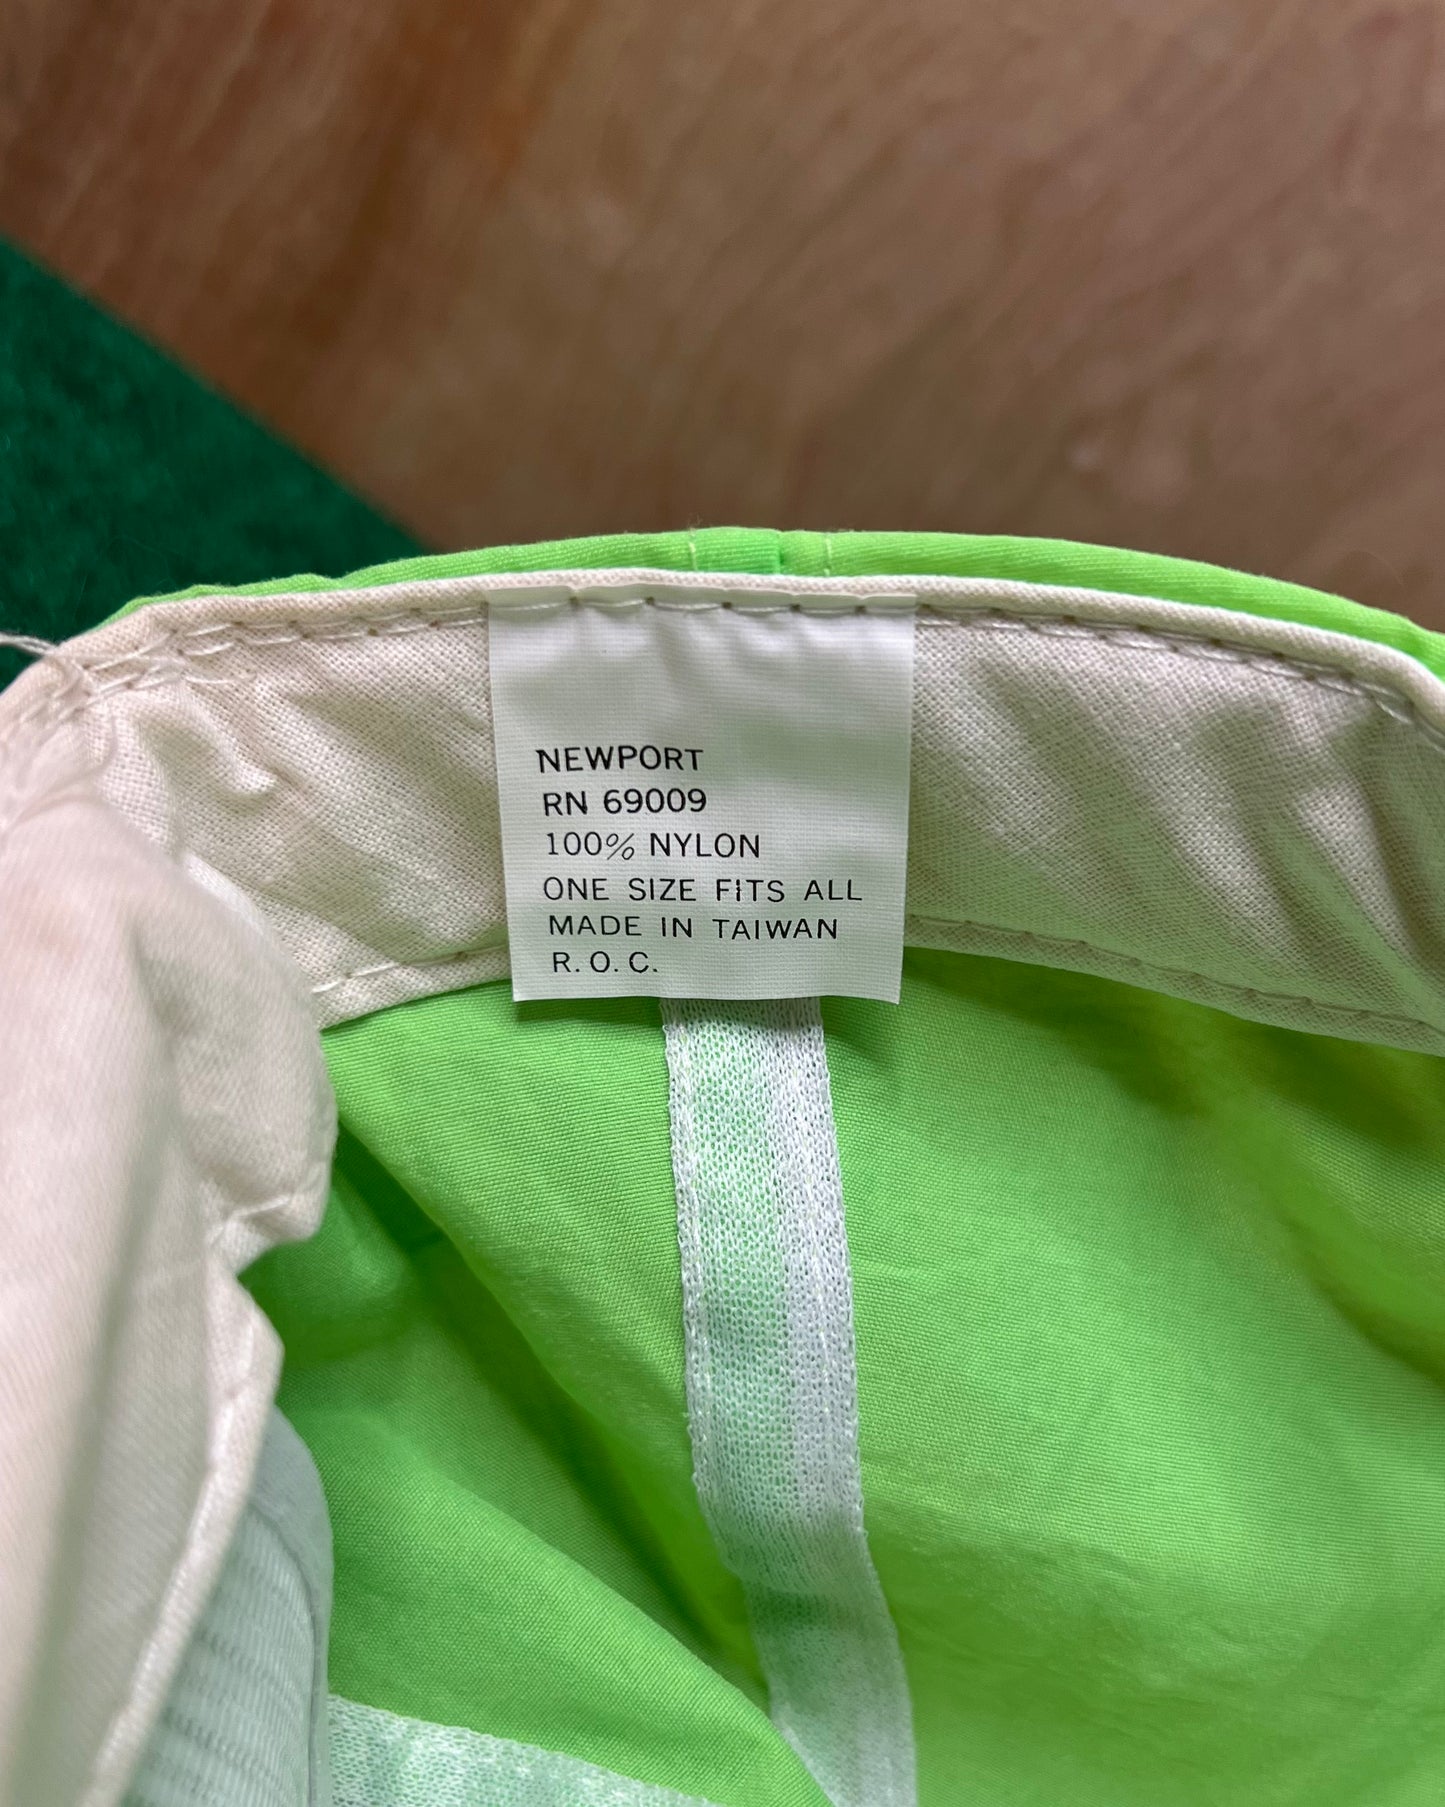 NEWPORT
RN 69009
100% NYLON
ONE SIZE FITS ALL
MADE IN TAIWAN
R. O. C.